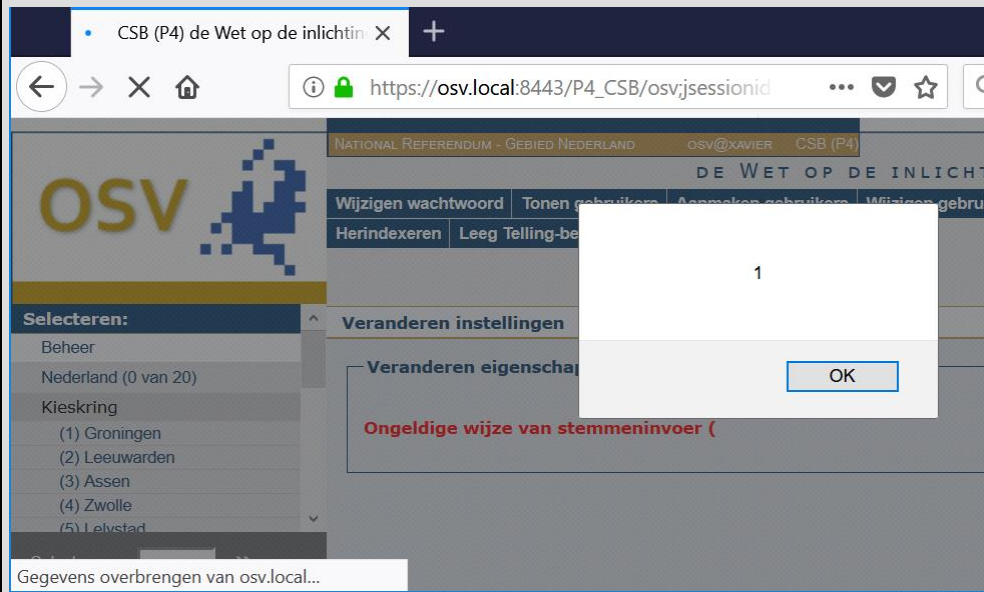 CSB (P4) de Wet op de inlichtin
https://osv.local:8443/P4_CSB/osv;jsessionid
NATIONAL REFERENDUM - GEBIED NEDERLAND osv@xavier CSB (P4)
DE WET OP DE INLICHT
OSV
Wijzigen wachtwoord Tonen gebruikers Aanmaken gebruikers Wijzigen gebru
Herindexeren Leeg Telling-be
1
OK
Selecteren:
Beheer
Nederland (0 van 20)
Kieskring
(1) Groningen
(2) Leeuwarden
(3) Assen
(4) Zwolle
(5) Lelystad
Veranderen instellingen
Veranderen eigenschap
Ongeldige wijze van stemmeninvoer (
Gegevens overbrengen van osv.local...